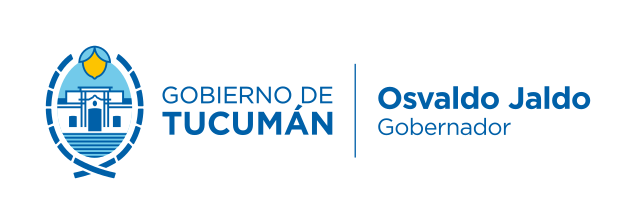 GOBIERNO DE
TUCUMÁN
Osvaldo Jaldo
Gobernador